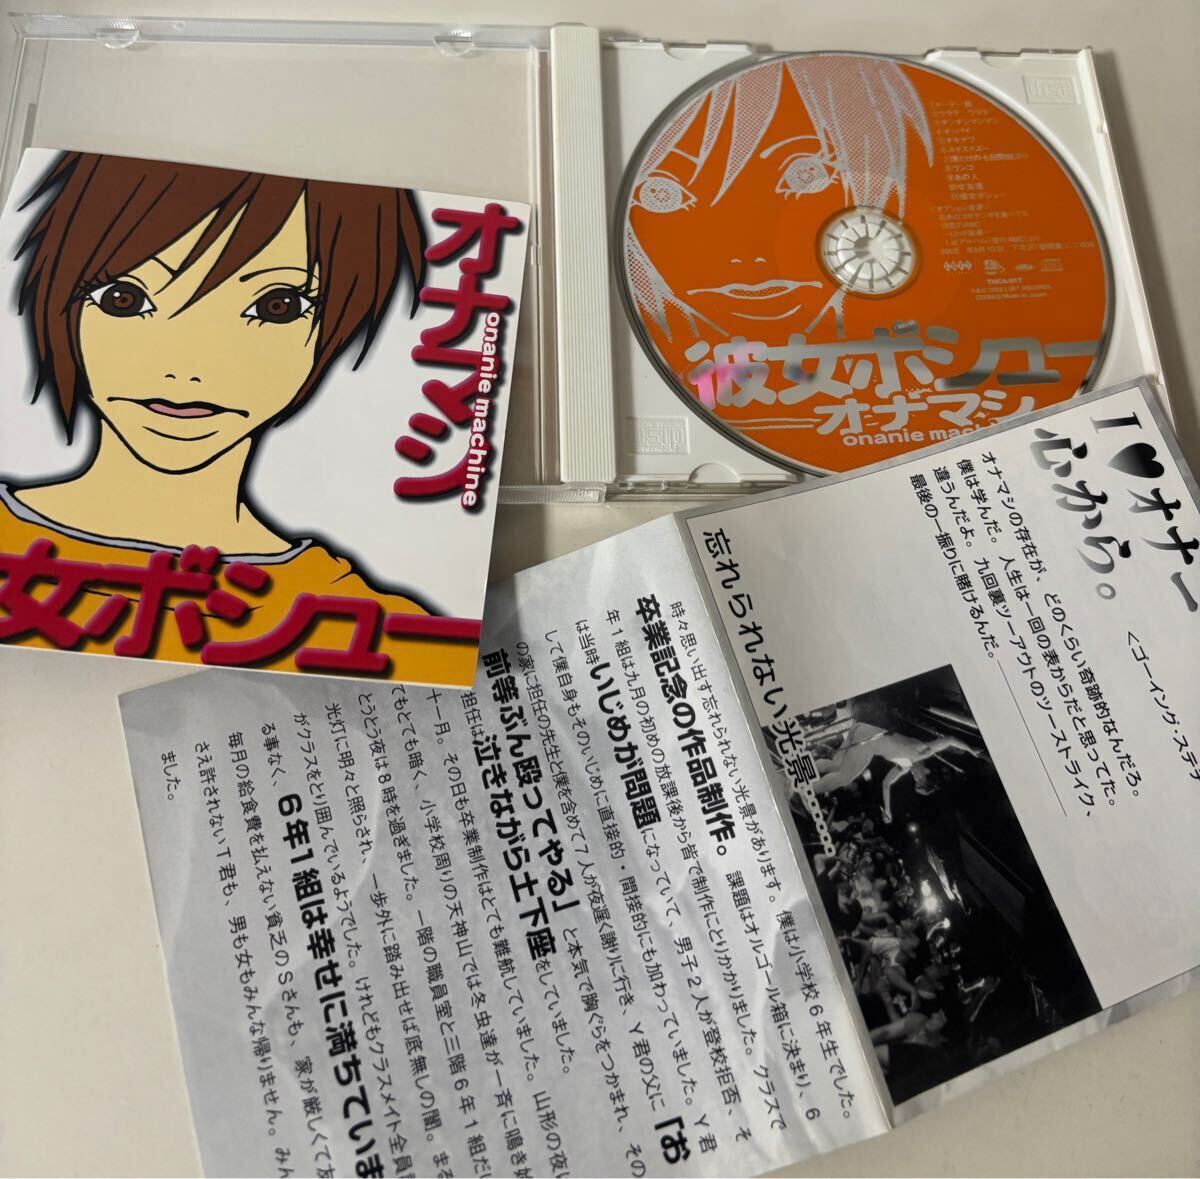 オナマシ
onanie machine
女ボシュー
彼女ボシュー
オナマシ
THCA-017
I♥オナー
心から。
<ゴーイング・ステデ
オナマシの存在が、どのくらい奇跡的なんだろ。
僕は学んだ。人生は一回の表からだと思ってた。
違うんだよ。九回裏ツーアウトのツーストライク、
最後の一振りに賭けるんだ。
忘れられない光景……
時々思い出す忘れられない光景があります。僕は小学校6年生でした。
卒業記念の作品制作。課題はオルゴール箱に決まり、6
年1組は九月の初めの放課後から皆で制作にとりかかりました。クラスで
は当時いじめが問題になっていて、男子2人が登校拒否、そ
して僕自身もそのいじめに直接的・間接的にも加わっていました。Y君
の家に担任の先生と僕を含めて7人が夜遅く謝りに行き、Y君の父に「お
前等ぶん殴ってやる」と本気で胸ぐらをつかまれ、その
担任は泣きながら土下座をしていました。
十一月。その日も卒業制作はとても難航していました。山形の夜は
てもとても暗く、小学校周りの天神山では冬虫達が一斉に鳴き始
とうとう夜は8時を過ぎました。一階の職員室と三階6年1組だけ
光灯に明々と照らされ、一歩外に踏み出せば底無しの闇。まる
がクラスをとり囲んでいるようでした。けれどもクラスメイト全員
る事なく、6年1組は幸せに満ちていま
毎月の給食費を払えない貧乏のSさんも、家が厳しくて友
さえ許されないT君も、男も女もみんな帰りません。みん
ました。